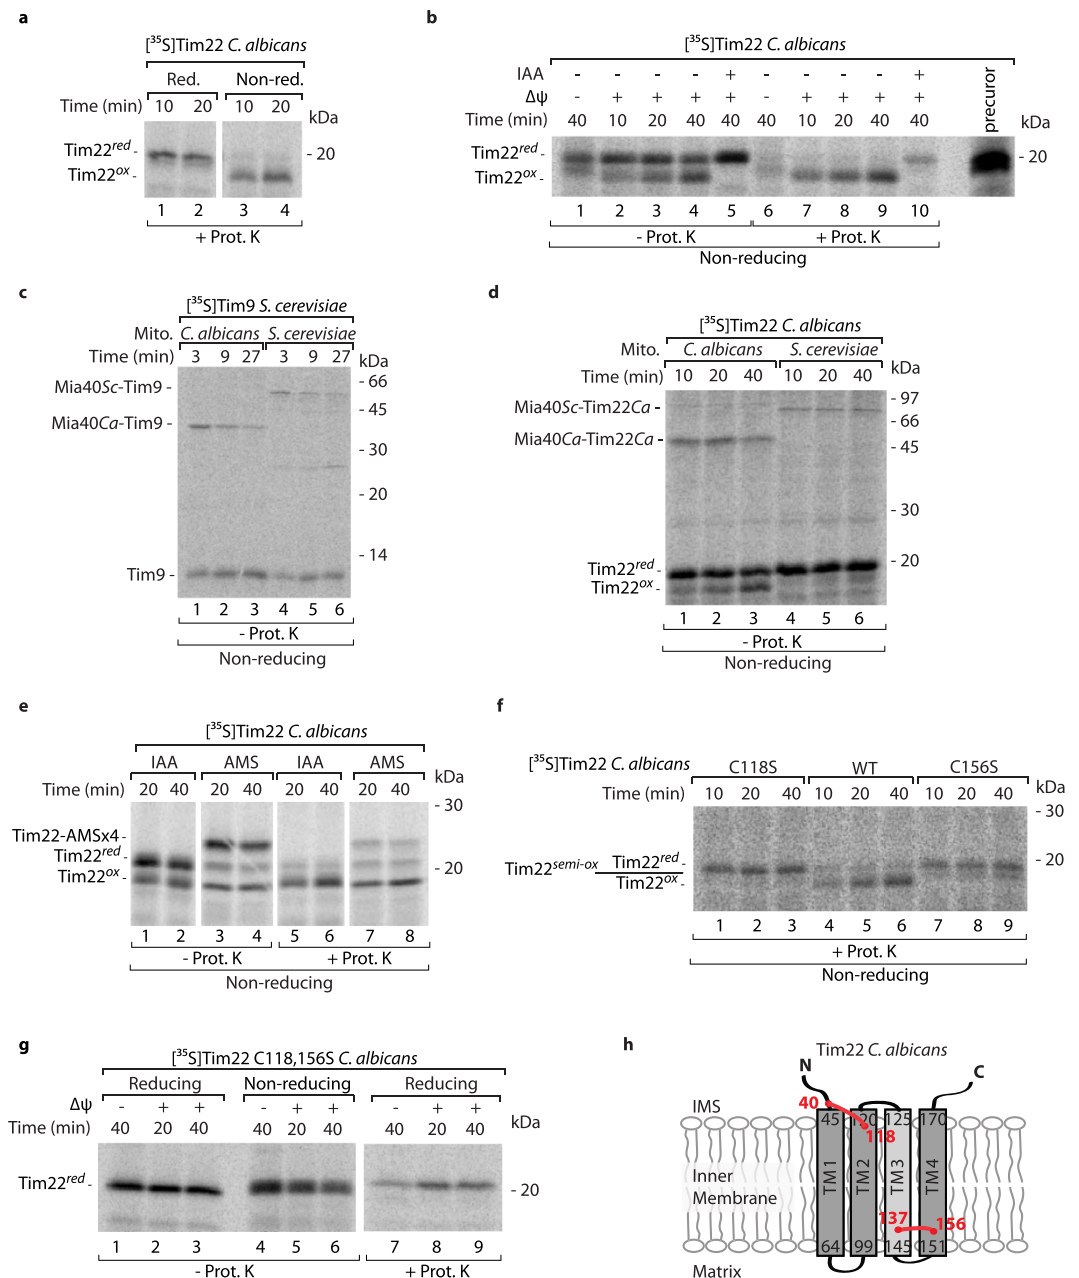 a
[³⁵S]Tim22 C. albicans
Red. Non-red.
Time (min) 10 20 10 20
kDa
Tim22red - - 20
Tim22ox -
1 2 3 4
+ Prot. K
b
[³⁵S]Tim22 C. albicans
IAA - - - - + - - - - +
Δψ - + + + + - + + + +
Time (min) 40 10 20 40 40 40 10 20 40 40
precuror
kDa
Tim22red - - 20
Tim22ox -
1 2 3 4 5 6 7 8 9 10
- Prot. K + Prot. K
Non-reducing
c
[³⁵S]Tim9 S. cerevisiae
Mito. C. albicans S. cerevisiae
Time (min) 3 9 27 3 9 27
kDa
Mia40Sc-Tim9 - - 66
- 45
Mia40Ca-Tim9 -
- 30
- 20
- 14
Tim9 -
1 2 3 4 5 6
- Prot. K
Non-reducing
d
[³⁵S]Tim22 C. albicans
Mito. C. albicans S. cerevisiae
Time (min) 10 20 40 10 20 40
kDa
- 97
Mia40Sc-Tim22Ca -
- 66
Mia40Ca-Tim22Ca - - 45
- 30
- 20
Tim22red -
Tim22ox -
1 2 3 4 5 6
- Prot. K
Non-reducing
e
[³⁵S]Tim22 C. albicans
IAA AMS IAA AMS
Time (min) 20 40 20 40 20 40 20 40
kDa
- 30
Tim22-AMSx4 -
Tim22red -
- 20
Tim22ox -
1 2 3 4 5 6 7 8
- Prot. K + Prot. K
Non-reducing
f
[³⁵S]Tim22 C. albicans C118S WT C156S
Time (min) 10 20 40 10 20 40 10 20 40
kDa
- 30
Tim22semi-ox Tim22red - - 20
Tim22ox -
1 2 3 4 5 6 7 8 9
+ Prot. K
Non-reducing
g
[³⁵S]Tim22 C118,156S C. albicans
Reducing Non-reducing Reducing
Δψ - + + - + + - + +
Time (min) 40 20 40 40 20 40 40 20 40
kDa
Tim22red - - 20
1 2 3 4 5 6 7 8 9
- Prot. K + Prot. K
h
Tim22 C. albicans
N C
IMS 40
45 125 170
118
TM1 TM2 TM3 TM4
Inner
Membrane
137 156
64 99 145 151
Matrix